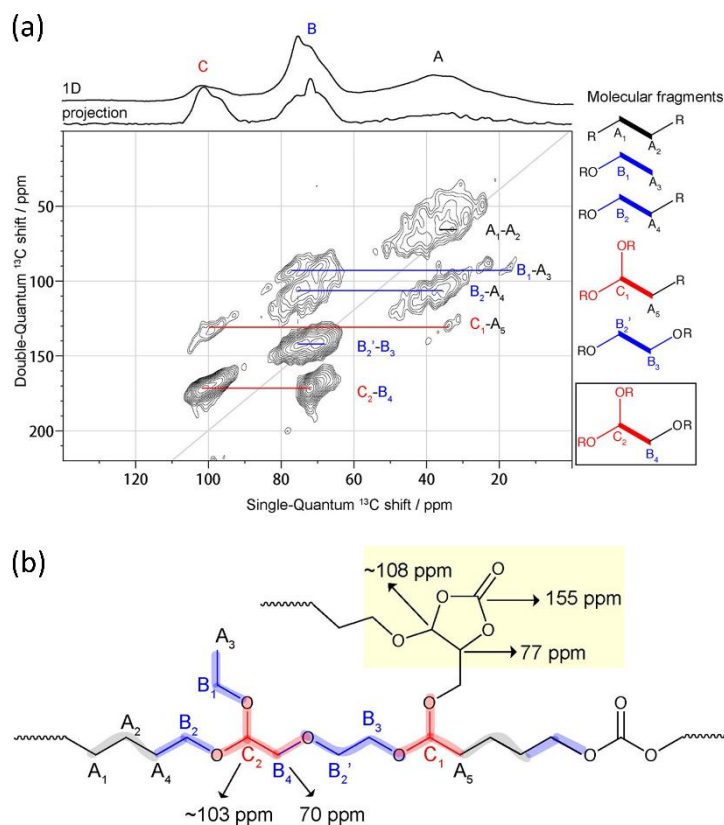 (a)
C
B
A
1D
projection
Molecular fragments
R
A₁
A₂
R
RO
B₁
A₃
RO
B₂
A₄
R
OR
RO
C₁
A₅
R
RO
B₂'
B₃
OR
OR
RO
C₂
B₄
OR
Double-Quantum ¹³C shift / ppm
50
100
150
200
A₁-A₂
B₁-A₃
B₂-A₄
C₁-A₅
B₂'-B₃
C₂-B₄
120
100
80
60
40
20
Single-Quantum ¹³C shift / ppm
(b)
~108 ppm
O
O
O
155 ppm
O
77 ppm
A₃
B₁
O
O
A₂
B₂
O
B₃
O
O
O
O
O
O
A₁
A₄
C₂
B₄
B₂'
C₁
A₅
~103 ppm
70 ppm